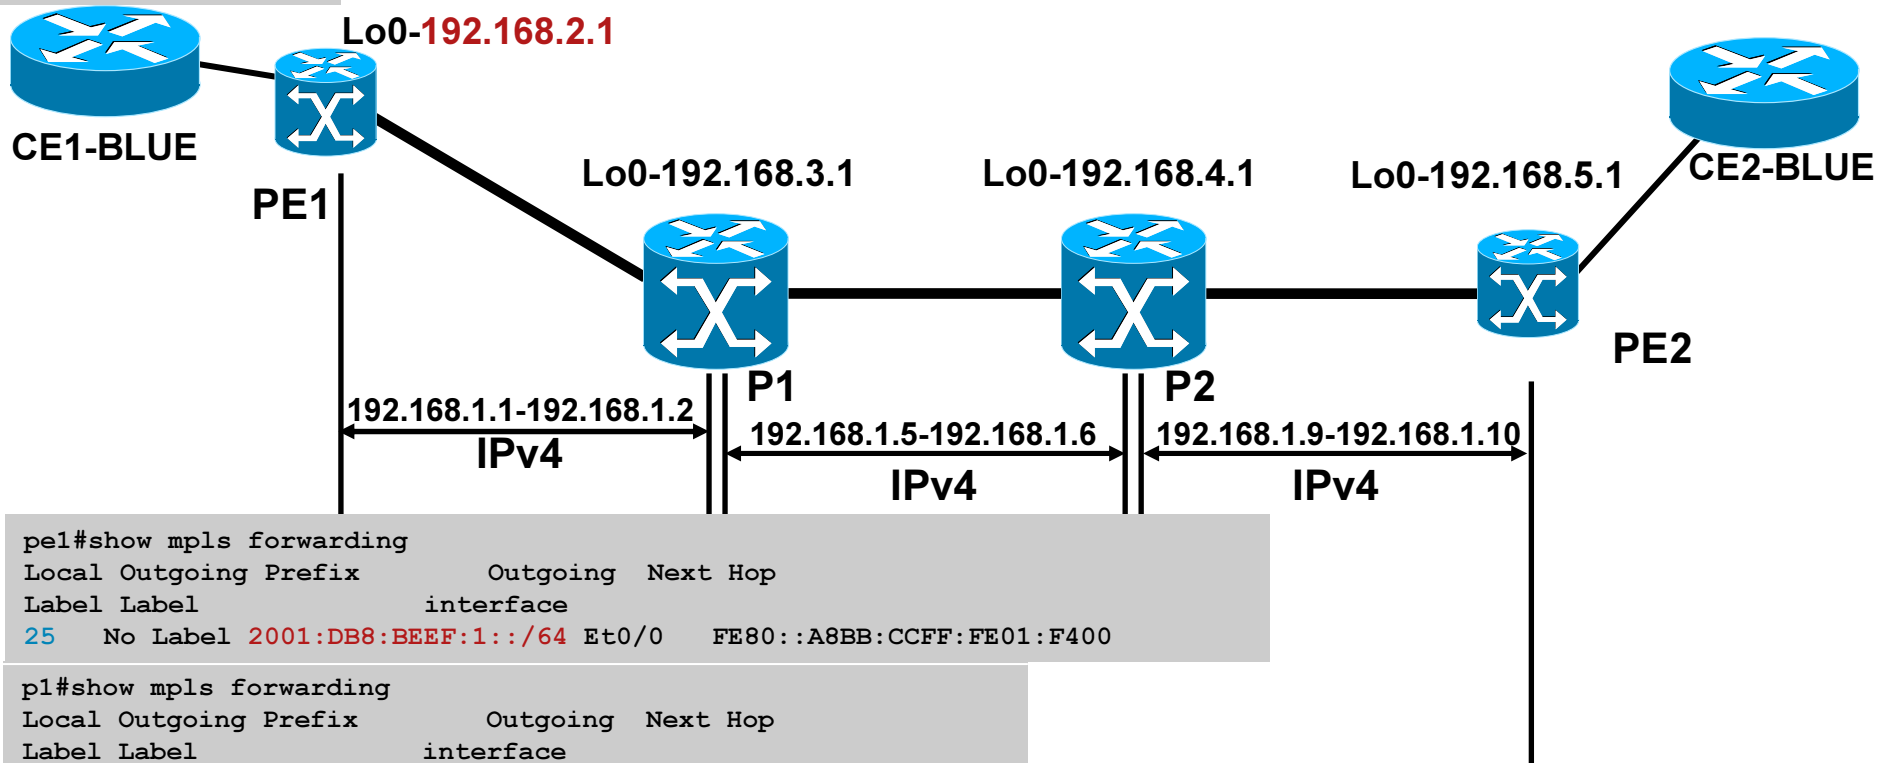 Lo0-192.168.2.1
CE1-BLUE
PE1
Lo0-192.168.3.1
Lo0-192.168.4.1
Lo0-192.168.5.1
CE2-BLUE
P1
P2
PE2
192.168.1.1-192.168.1.2
IPv4
192.168.1.5-192.168.1.6
IPv4
192.168.1.9-192.168.1.10
IPv4
pe1#show mpls forwarding
Local Outgoing Prefix Outgoing Next Hop
Label Label interface
25 No Label 2001:DB8:BEEF:1::/64 Et0/0 FE80::A8BB:CCFF:FE01:F400
p1#show mpls forwarding
Local Outgoing Prefix Outgoing Next Hop
Label Label interface